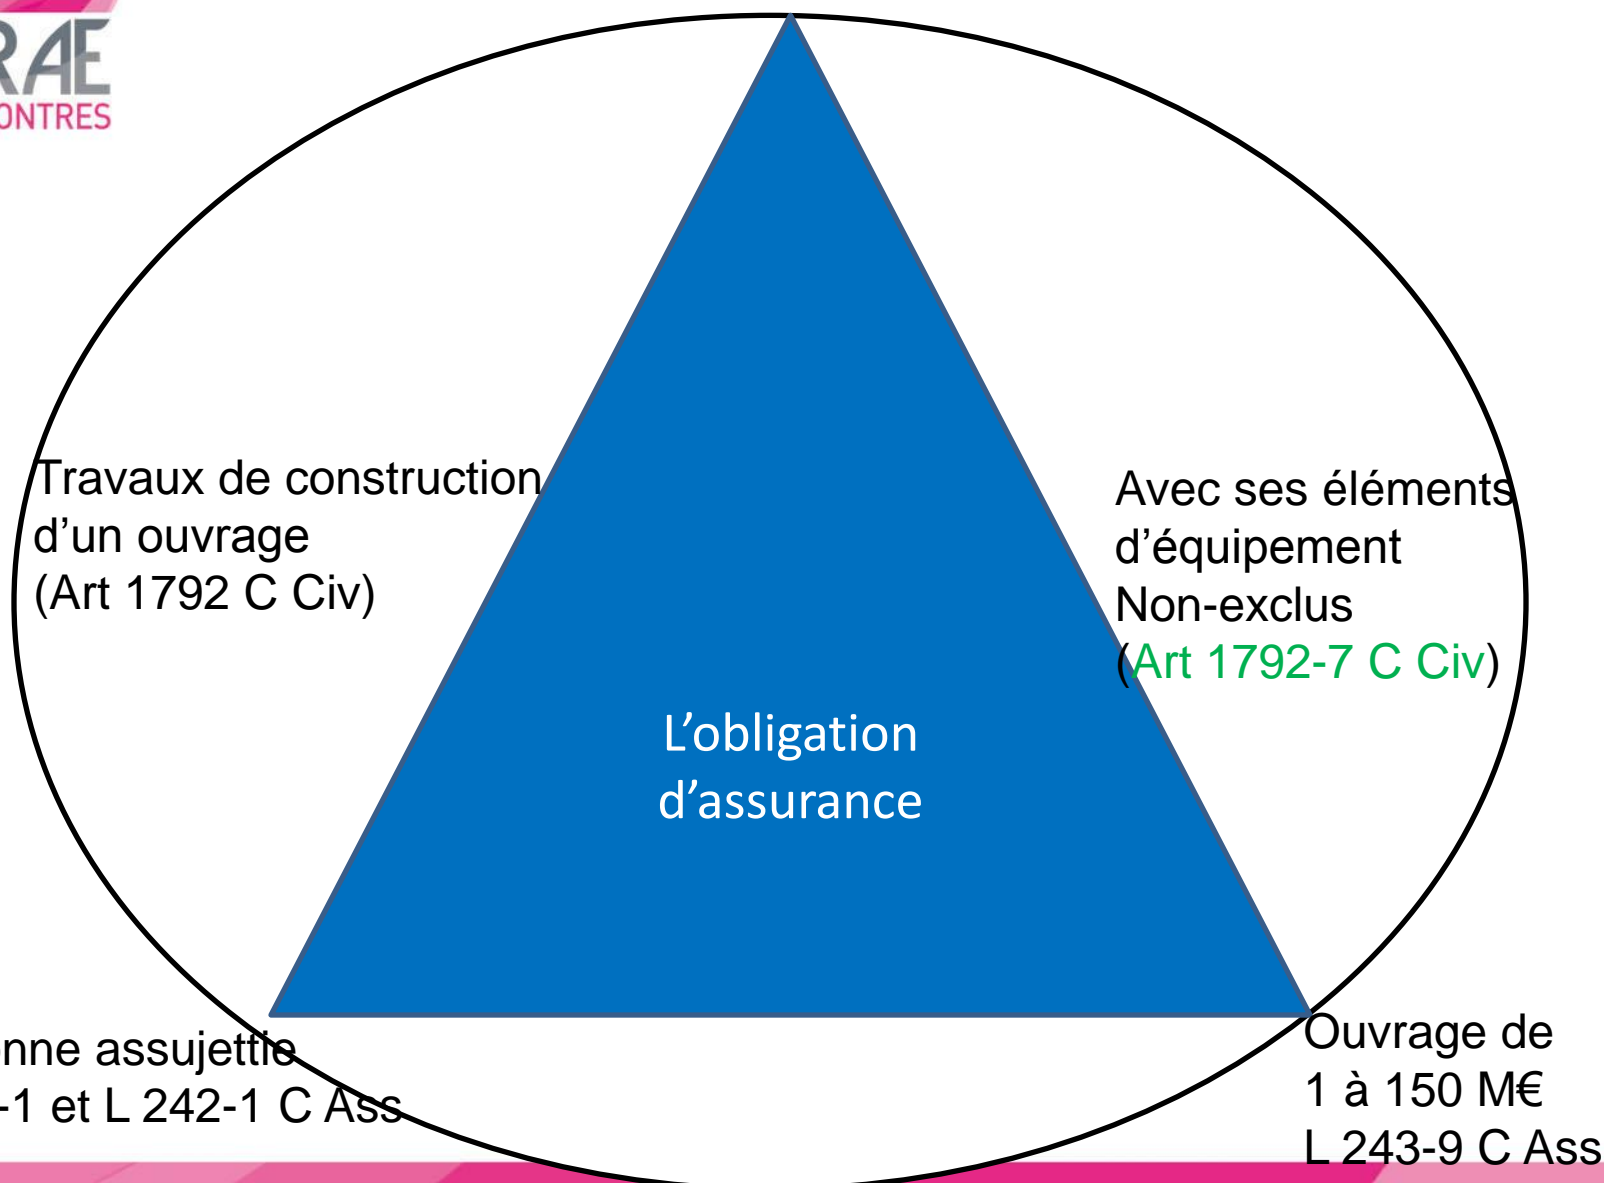 RAE
ONTRES
Travaux de construction
d’un ouvrage
(Art 1792 C Civ)
Avec ses éléments
d’équipement
Non-exclus
(Art 1792-7 C Civ)
L’obligation
d’assurance
nne assujettie
-1 et L 242-1 C Ass
Ouvrage de
1 à 150 M€
L 243-9 C Ass